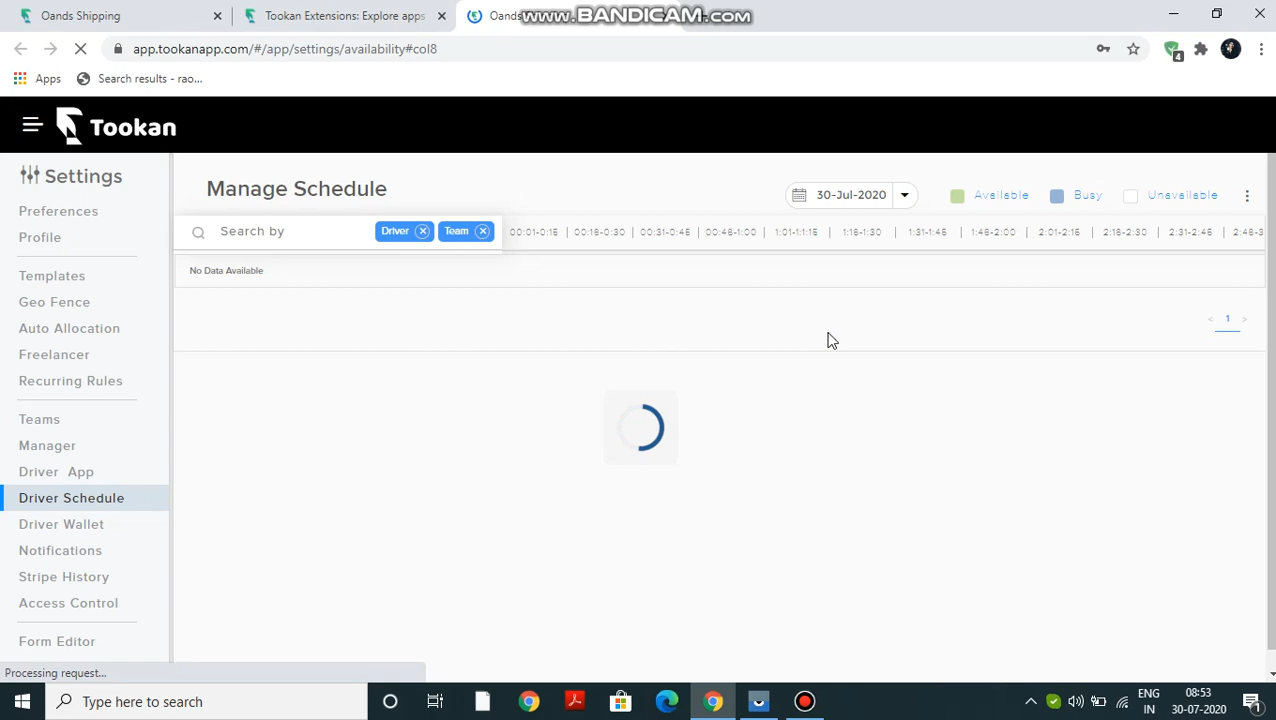 Oands Shipping
Tookan Extensions: Explore apps
Oands
www.BANDICAM.com
app.tookanapp.com/#/app/settings/availability#col8
4
Apps
Search results - rao...
Tookan
Settings
Preferences
Profile
Templates
Geo Fence
Auto Allocation
Freelancer
Recurring Rules
Teams
Manager
Driver App
Driver Schedule
Driver Wallet
Notifications
Stripe History
Access Control
Form Editor
Manage Schedule
30-Jul-2020
Available
Busy
Unavailable
Search by
Driver
Team
00:01-0:15
00:16-0:30
00:31-0:45
00:46-1:00
1:01-1:15
1:16-1:30
1:31-1:45
1:46-2:00
2:01-2:15
2:16-2:30
2:31-2:45
2:46-3
No Data Available
< 1 >
Processing request...
Type here to search
ENG
IN
08:53
30-07-2020
1